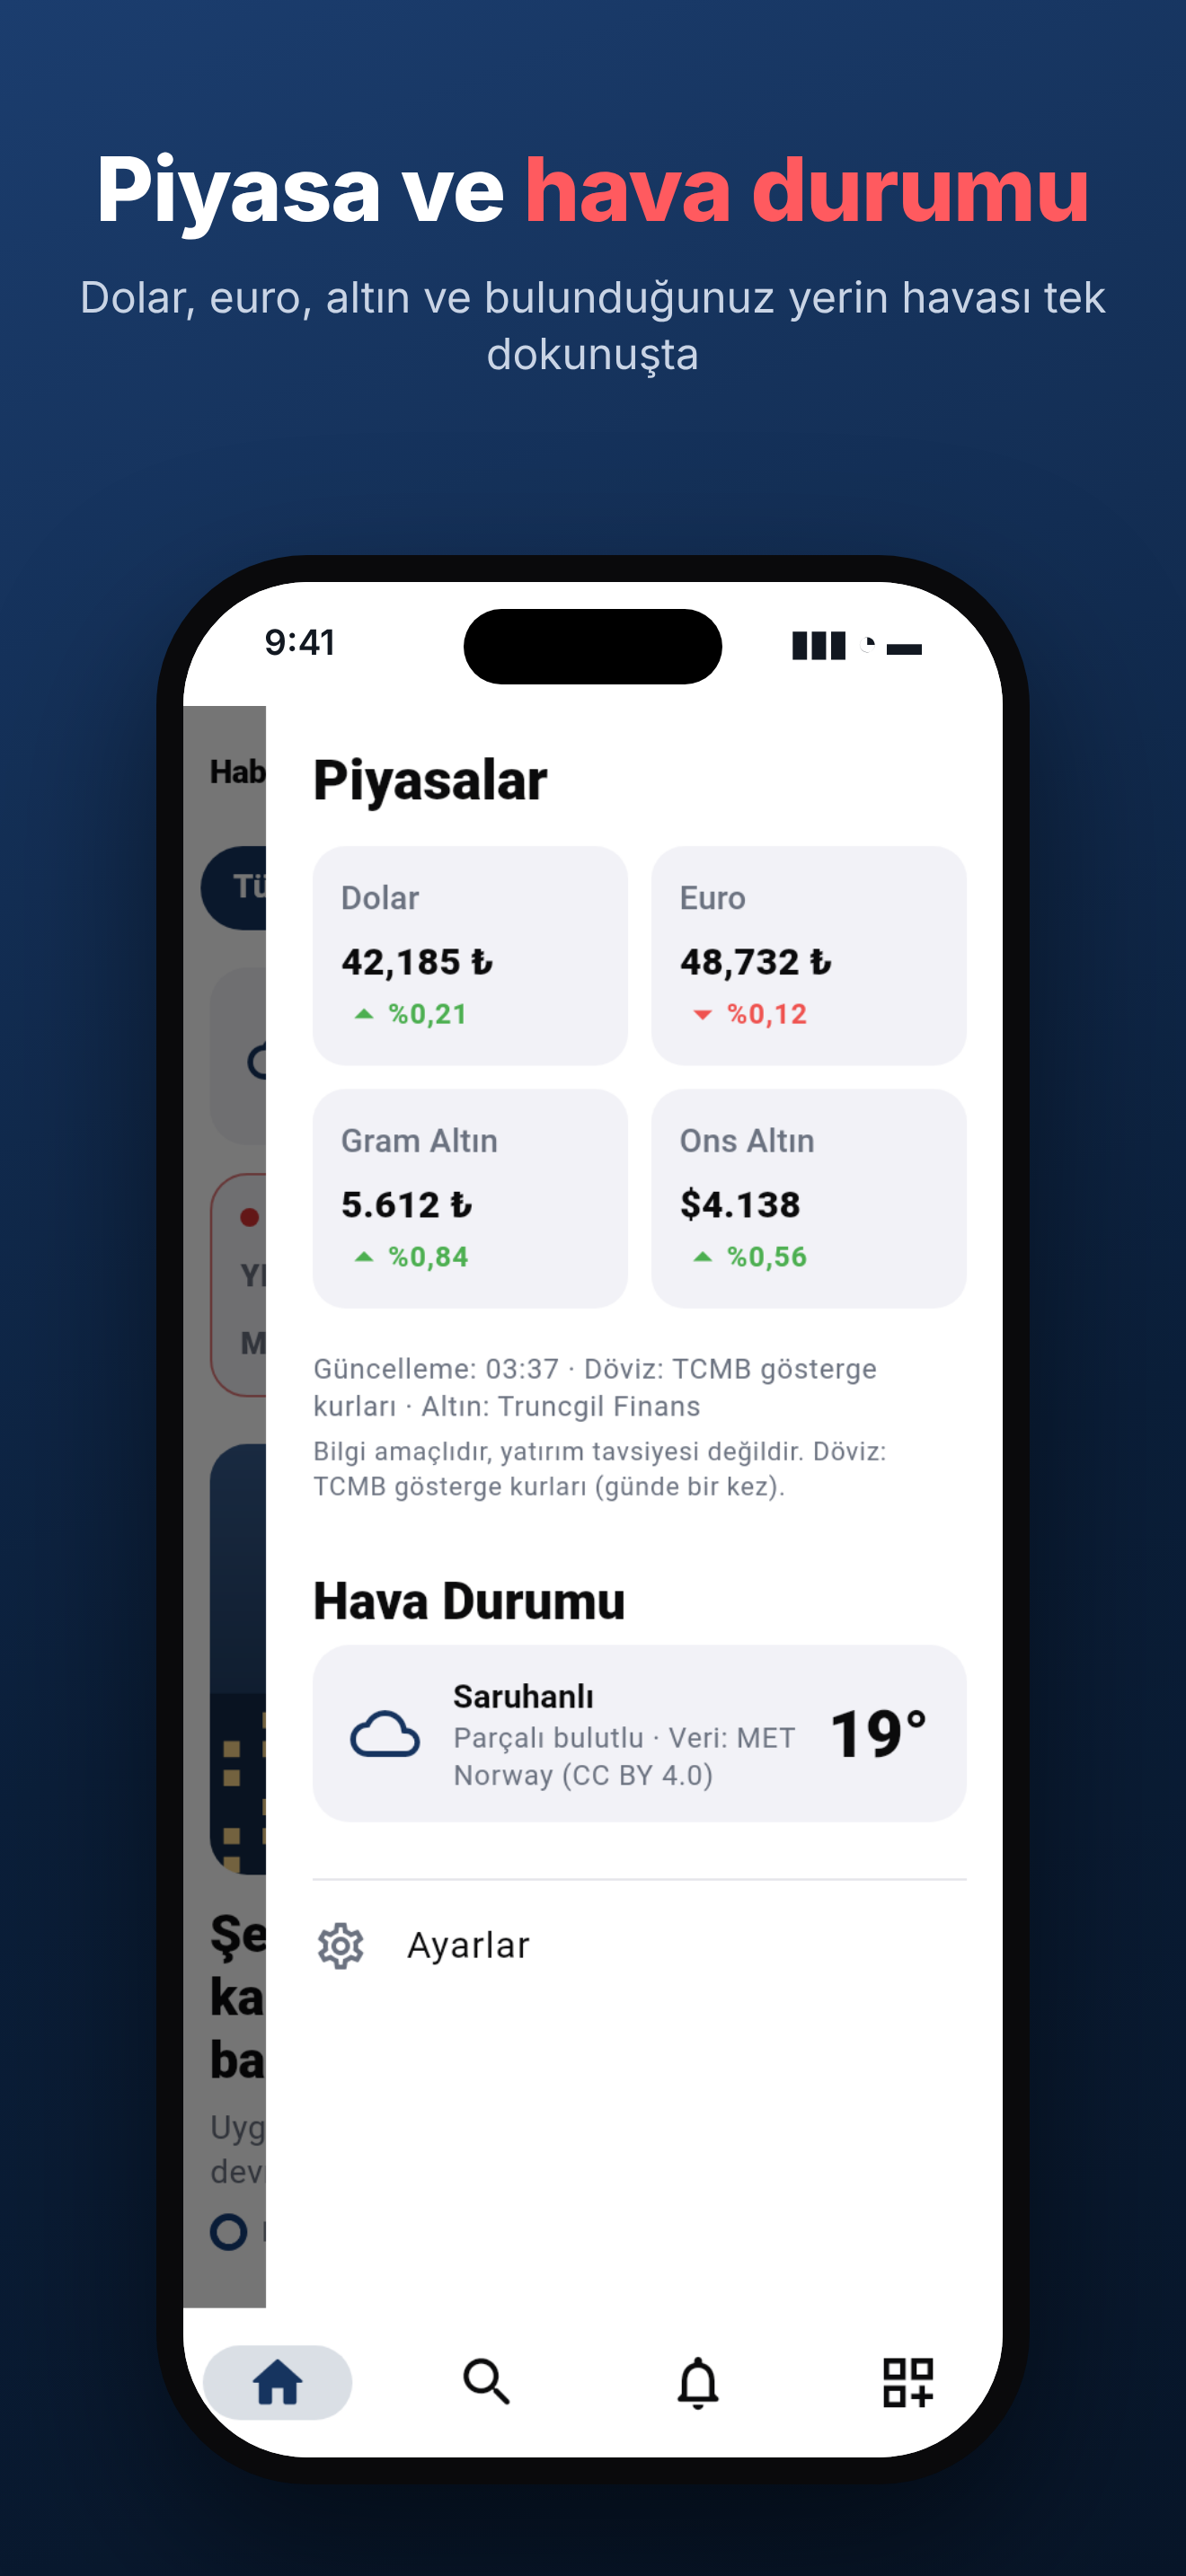 Piyasa ve hava durumu
Dolar, euro, altın ve bulunduğunuz yerin havası tek
dokunuşta
9:41
Piyasalar
Dolar
42,185 ₺
%0,21
Euro
48,732 ₺
%0,12
Gram Altın
5.612 ₺
%0,84
Ons Altın
$4.138
%0,56
Güncelleme: 03:37 · Döviz: TCMB gösterge
kurları · Altın: Truncgil Finans
Bilgi amaçlıdır, yatırım tavsiyesi değildir. Döviz:
TCMB gösterge kurları (günde bir kez).
Hava Durumu
Saruhanlı
Parçalı bulutlu · Veri: MET
Norway (CC BY 4.0)
19°
Ayarlar